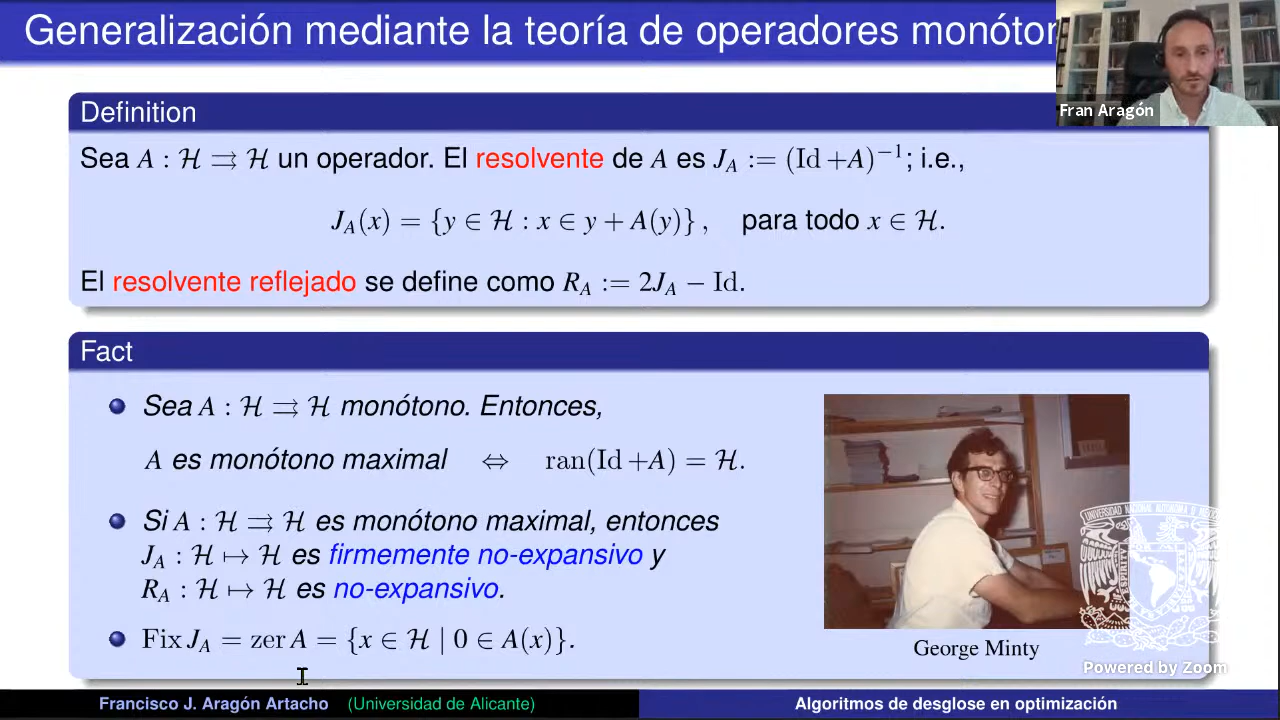 Generalización mediante la teoría de operadores
Fran Aragón
Definition
Sea A : ℋ ⇉ ℋ un operador. El resolvente de A es J_A := (Id +A)⁻¹; i.e.,
J_A(x) = {y ∈ ℋ : x ∈ y + A(y)} , para todo x ∈ ℋ.
El resolvente reflejado se define como R_A := 2J_A − Id.
Fact
Sea A : ℋ ⇉ ℋ monótono. Entonces,
A es monótono maximal ⇔ ran(Id +A) = ℋ.
Si A : ℋ ⇉ ℋ es monótono maximal, entonces
J_A : ℋ ↦ ℋ es firmemente no-expansivo y
R_A : ℋ ↦ ℋ es no-expansivo.
Fix J_A = zer A = {x ∈ ℋ | 0 ∈ A(x)}.
George Minty
Powered by Zoom
Francisco J. Aragón Artacho (Universidad de Alicante)
Algoritmos de desglose en optimización